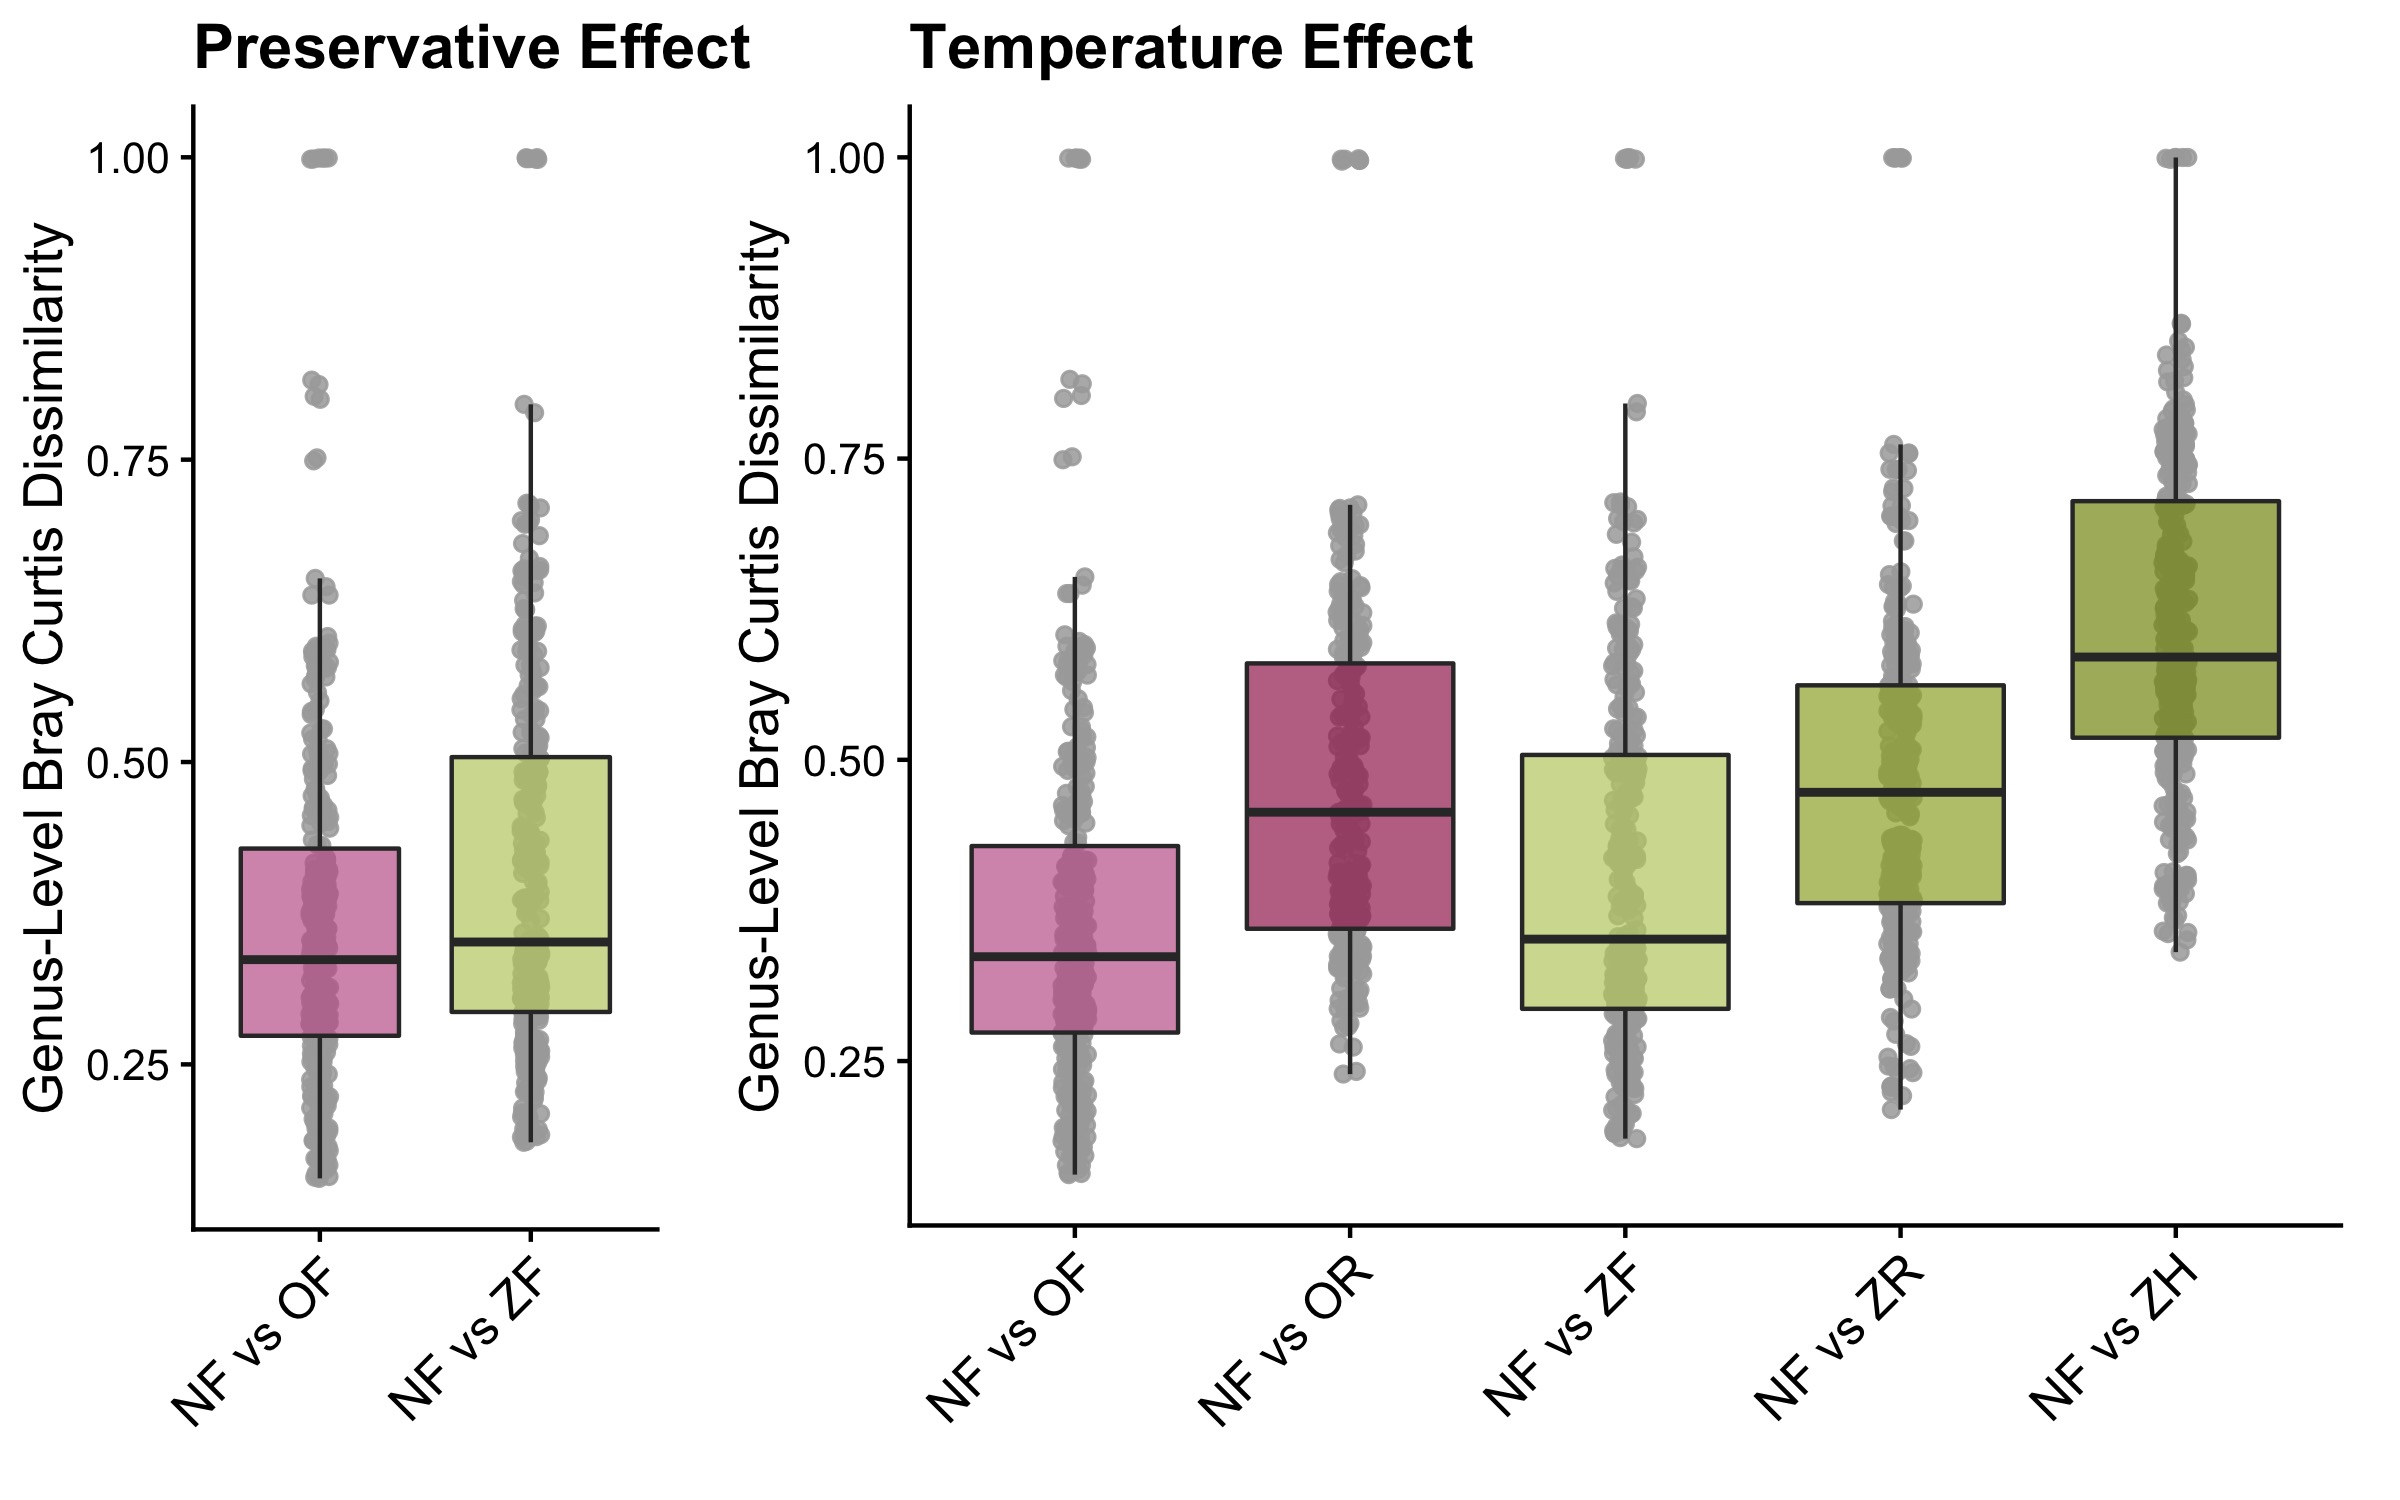 Preservative Effect
Genus-Level Bray Curtis Dissimilarity
1.00
0.75
0.50
0.25
NF vs OF
NF vs ZF
Temperature Effect
Genus-Level Bray Curtis Dissimilarity
1.00
0.75
0.50
0.25
NF vs OF
NF vs OR
NF vs ZF
NF vs ZR
NF vs ZH